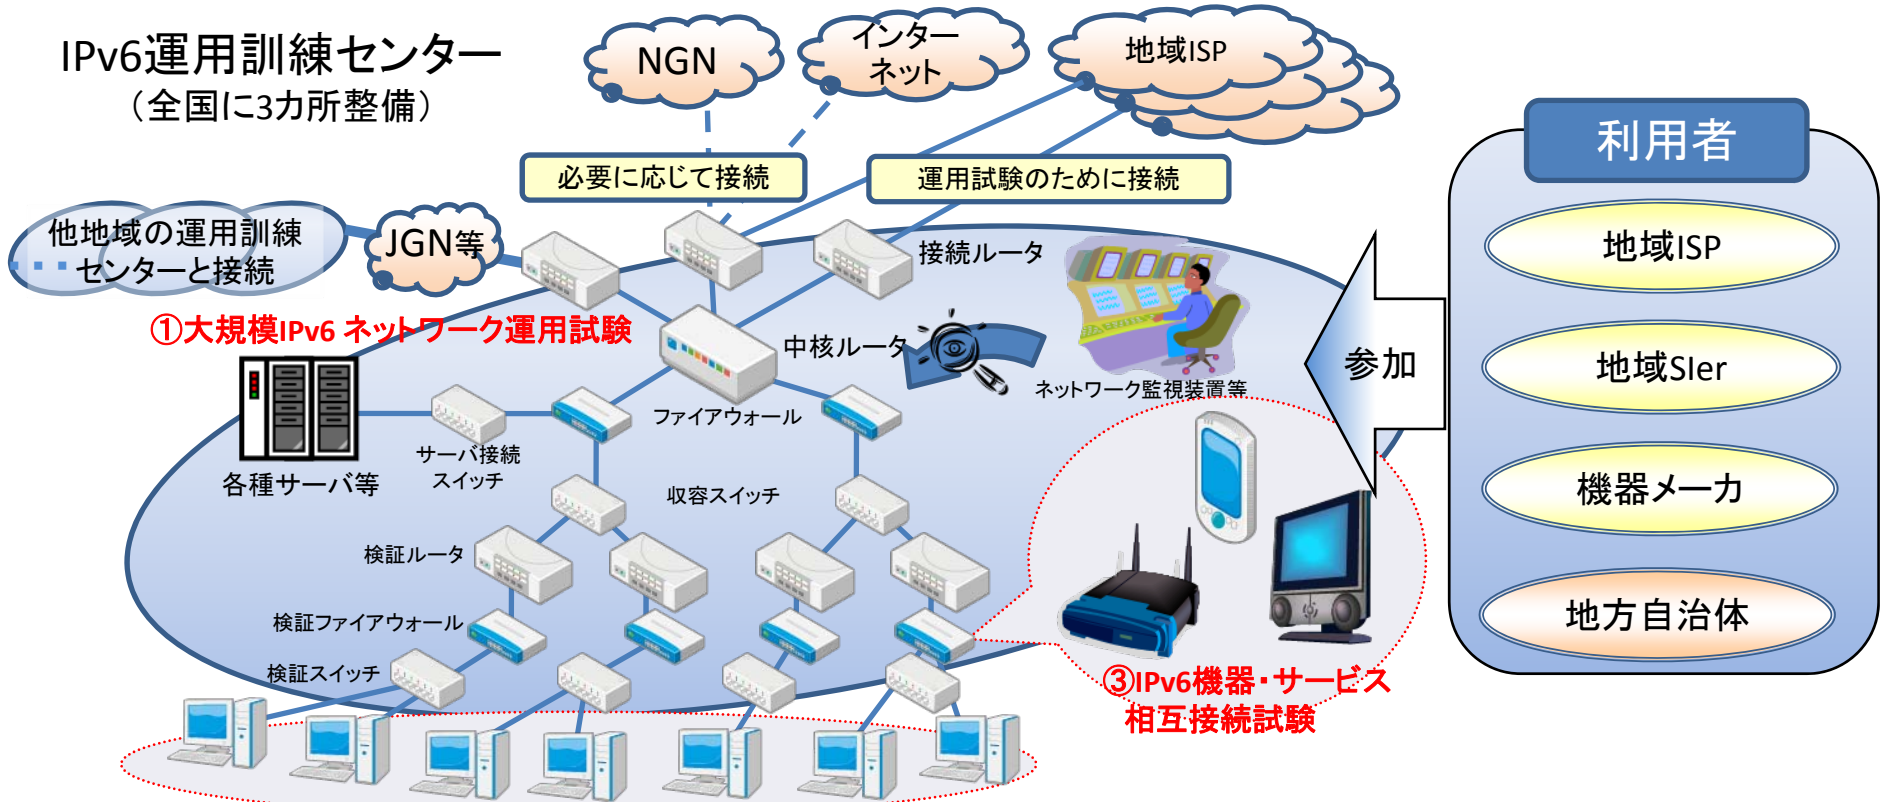 IPv6運用訓練センター
（全国に3カ所整備）
NGN
インター
ネット
地域ISP
必要に応じて接続
運用試験のために接続
他地域の運用訓練
センターと接続
JGN等
接続ルータ
①大規模IPv6 ネットワーク運用試験
中核ルータ
ネットワーク監視装置等
ファイアウォール
サーバ接続
スイッチ
各種サーバ等
収容スイッチ
検証ルータ
検証ファイアウォール
検証スイッチ
③IPv6機器・サービス
相互接続試験
参加
利用者
地域ISP
地域SIer
機器メーカ
地方自治体